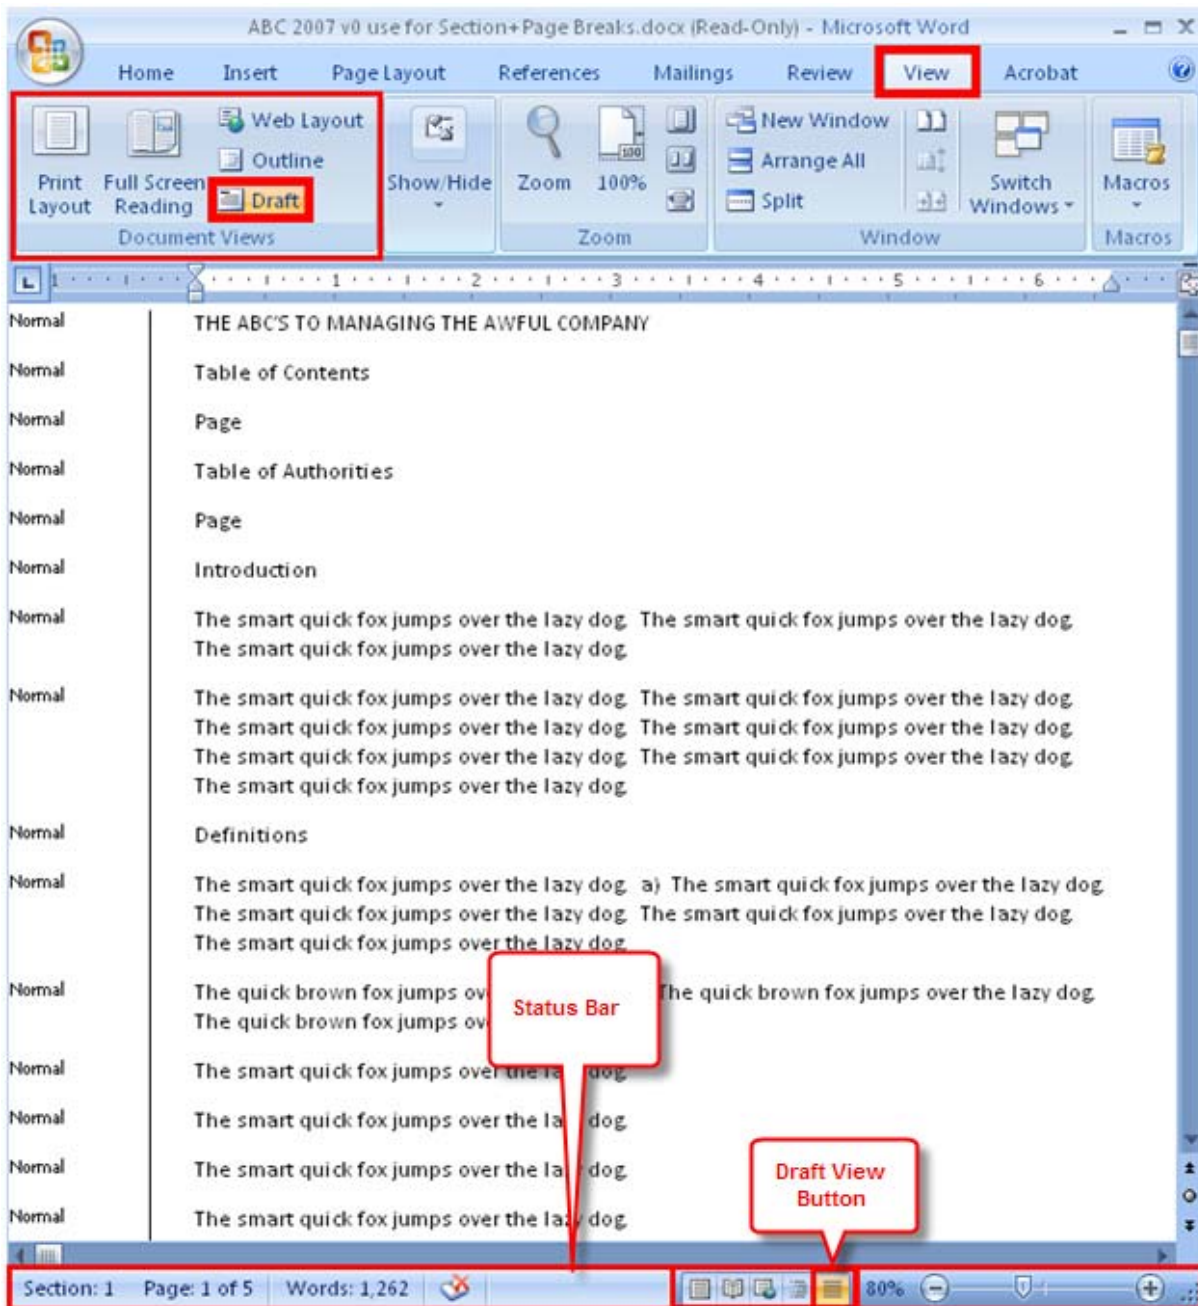 ABC 2007 v0 use for Section+Page Breaks.docx (Read-Only) - Microsoft Word
Home Insert Page Layout References Mailings Review View Acrobat
Print Layout
Full Screen Reading
Web Layout
Outline
Draft
Document Views
Show/Hide
Zoom
100
100%
Zoom
New Window
Arrange All
Split
Switch Windows
Window
Macros
Macros
L 1 1 2 3 4 5 6
Normal THE ABC'S TO MANAGING THE AWFUL COMPANY
Normal Table of Contents
Normal Page
Normal Table of Authorities
Normal Page
Normal Introduction
Normal The smart quick fox jumps over the lazy dog. The smart quick fox jumps over the lazy dog.
The smart quick fox jumps over the lazy dog.
Normal The smart quick fox jumps over the lazy dog. The smart quick fox jumps over the lazy dog.
The smart quick fox jumps over the lazy dog. The smart quick fox jumps over the lazy dog.
The smart quick fox jumps over the lazy dog. The smart quick fox jumps over the lazy dog.
The smart quick fox jumps over the lazy dog.
Normal Definitions
Normal The smart quick fox jumps over the lazy dog. a) The smart quick fox jumps over the lazy dog.
The smart quick fox jumps over the lazy dog. The smart quick fox jumps over the lazy dog.
The smart quick fox jumps over the lazy dog.
Normal The quick brown fox jumps ov The quick brown fox jumps over the lazy dog.
The quick brown fox jumps ov
Status Bar
Normal The smart quick fox jumps over the la dog.
Normal The smart quick fox jumps over the la dog.
Normal The smart quick fox jumps over the lazy dog.
Normal The smart quick fox jumps over the lazy dog.
Draft View
Button
Section: 1 Page: 1 of 5 Words: 1,262 80%